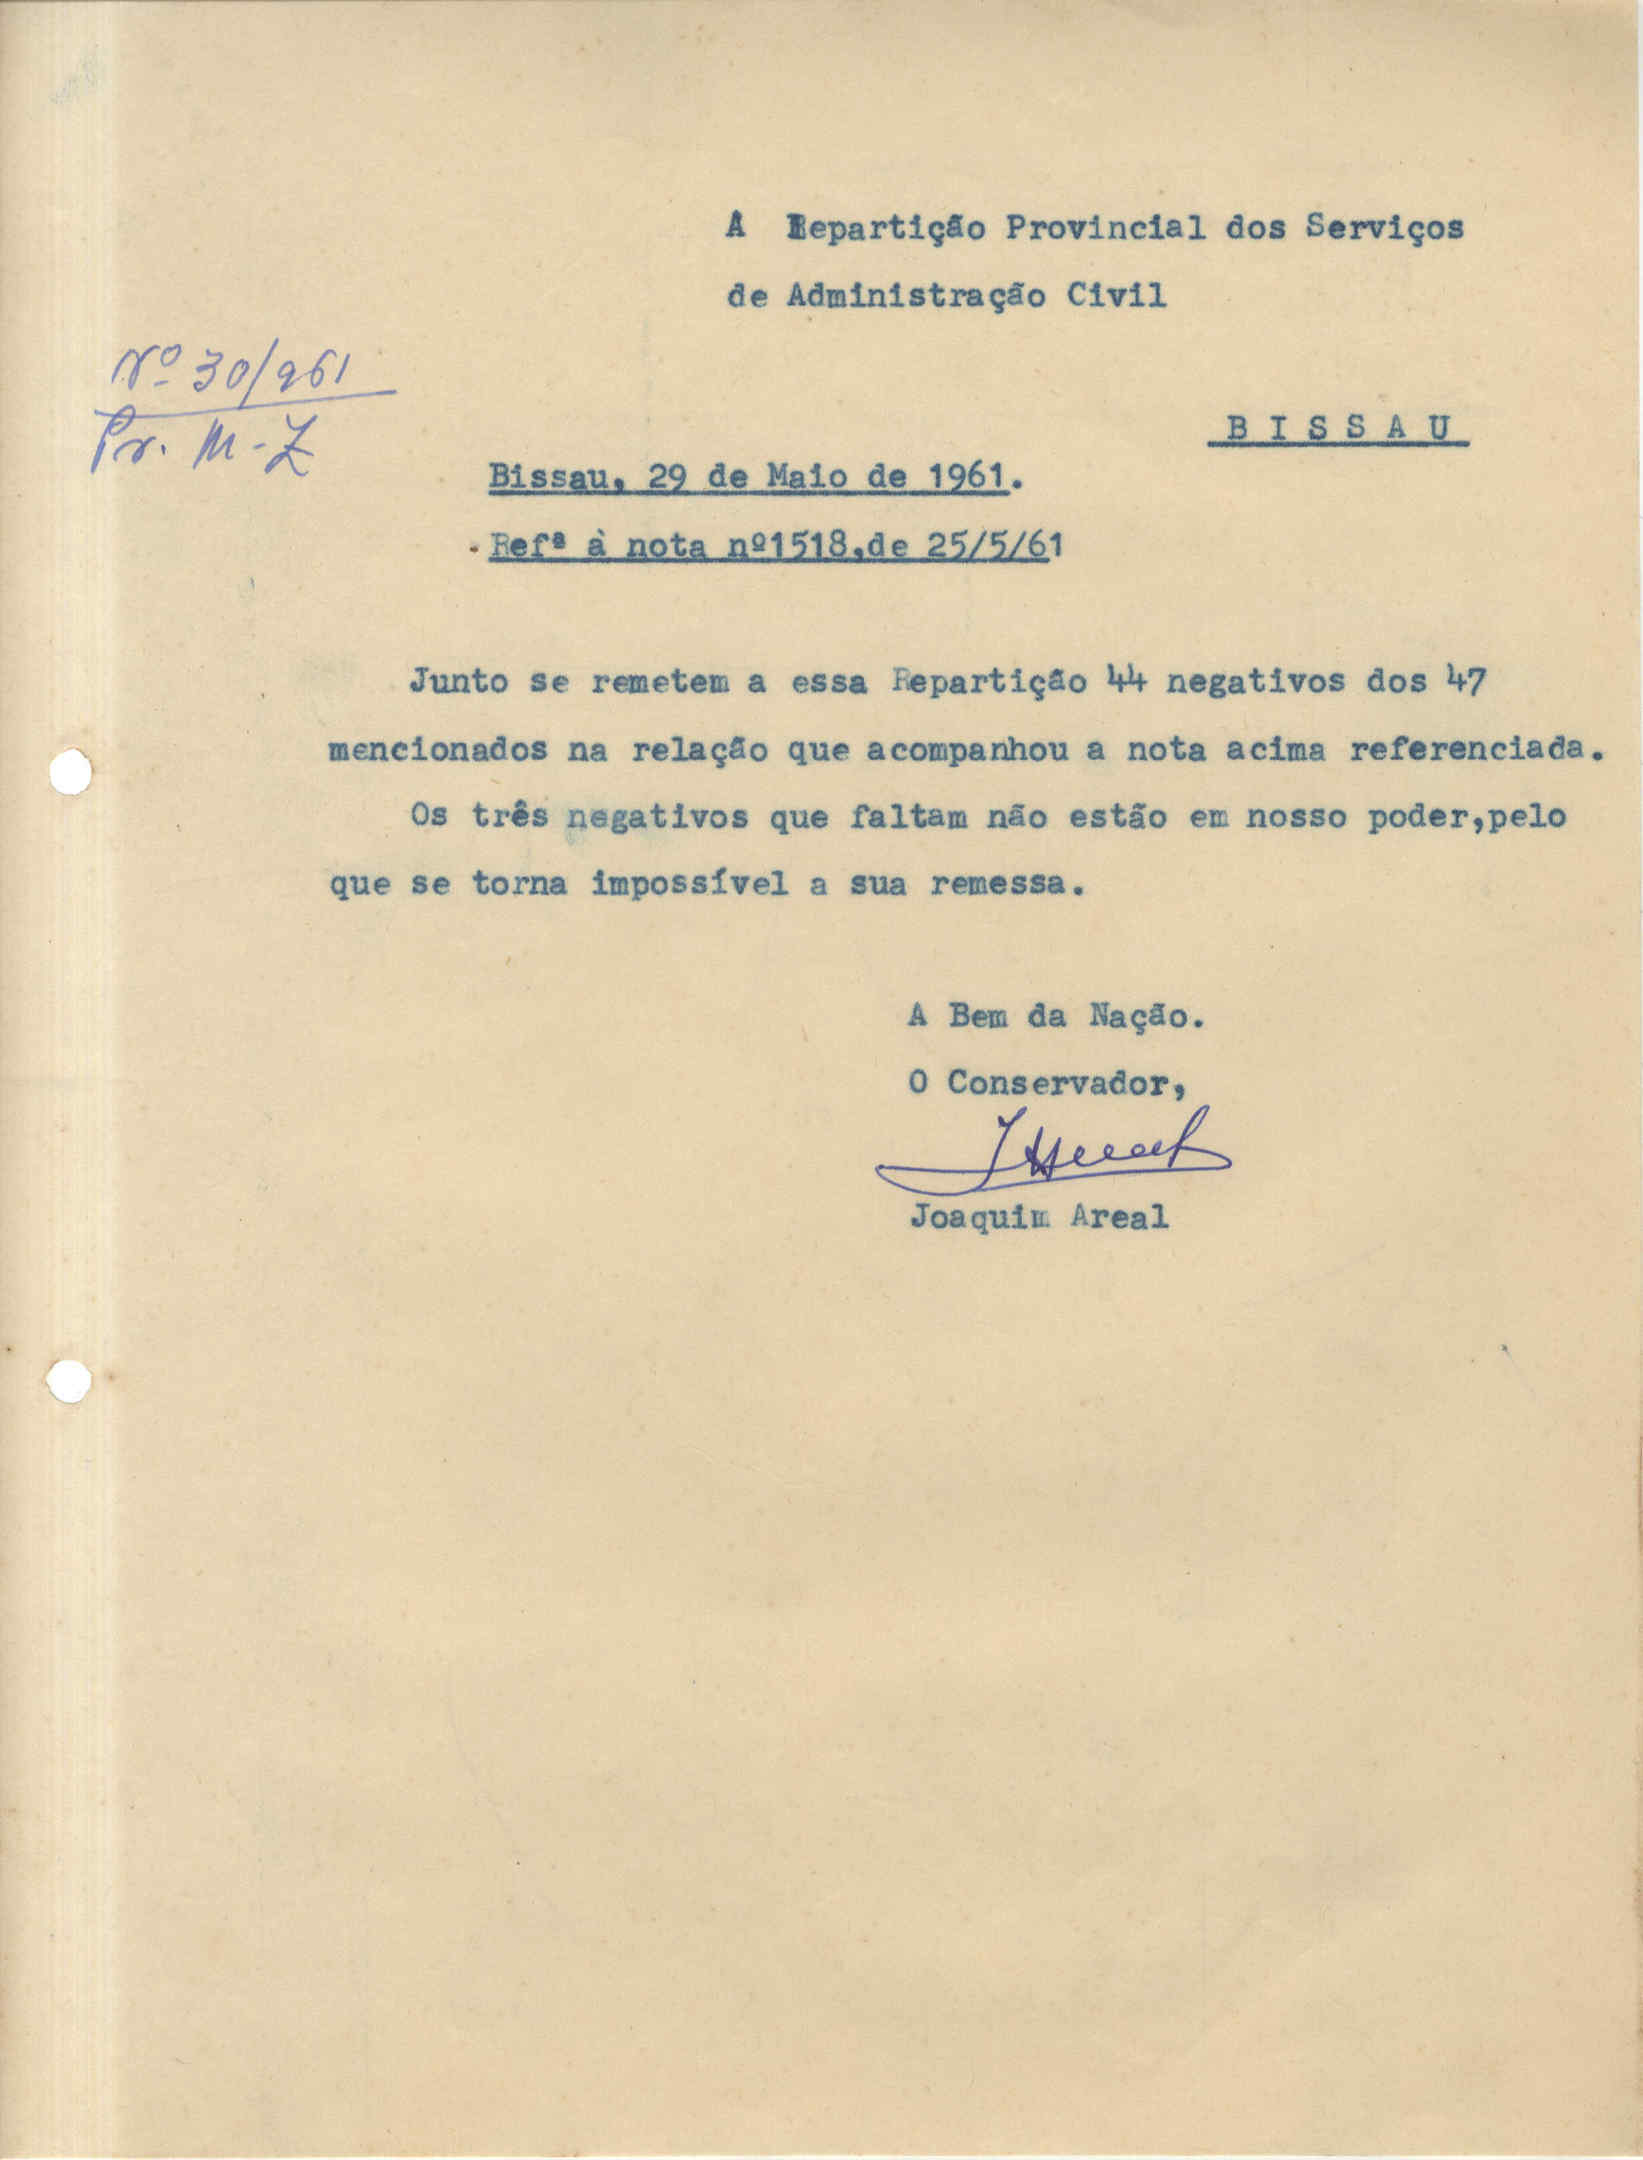 À Repartição Provincial dos Serviços
de Administração Civil
Nº 30/961
Pr. M-Z
B I S S A U
Bissau, 29 de Maio de 1961.
Refª à nota nº1518,de 25/5/61
Junto se remetem a essa Repartição 44 negativos dos 47
mencionados na relação que acompanhou a nota acima referenciada.
Os três negativos que faltam não estão em nosso poder,pelo
que se torna impossível a sua remessa.
A Bem da Nação.
O Conservador,
JAreal
Joaquim Areal